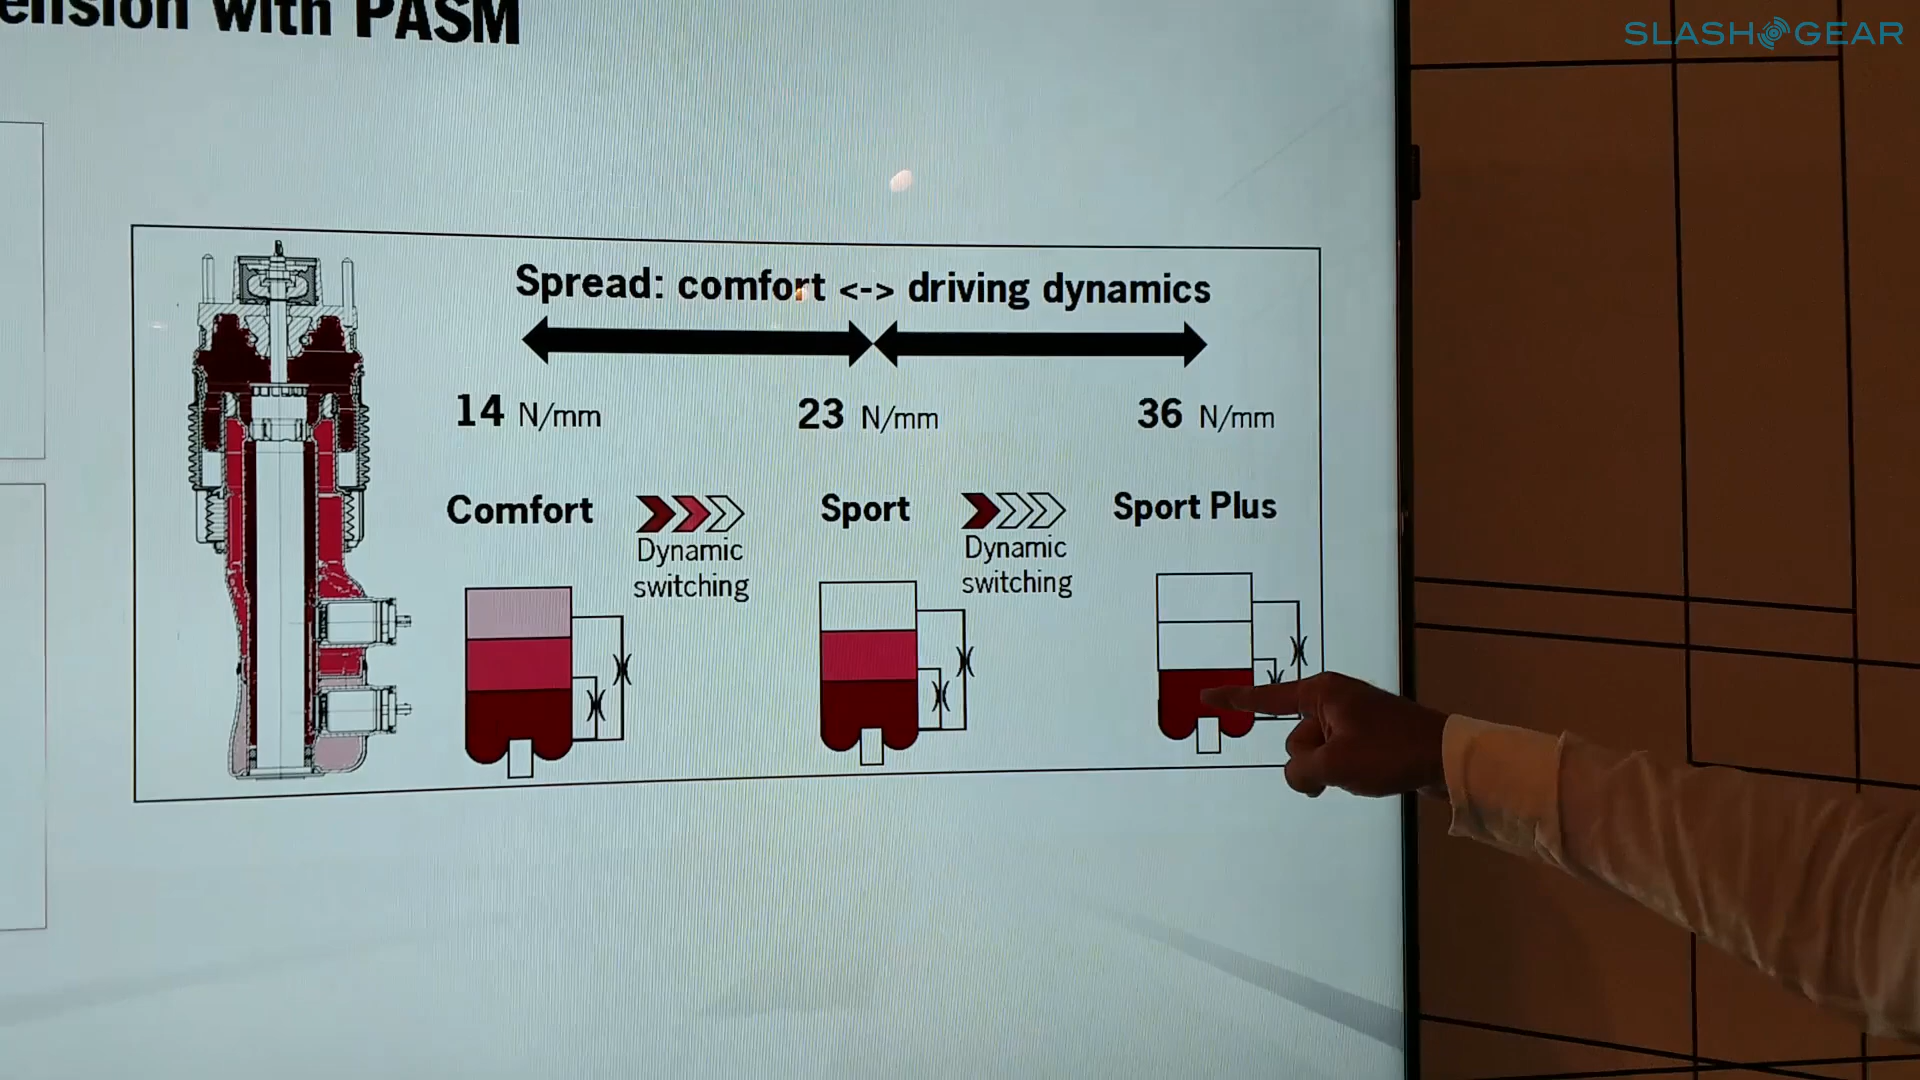 ension with PASM
SLASHGEAR
Spread: comfort <-> driving dynamics
14 N/mm 23 N/mm 36 N/mm
Comfort Sport Sport Plus
Dynamic switching
Dynamic switching